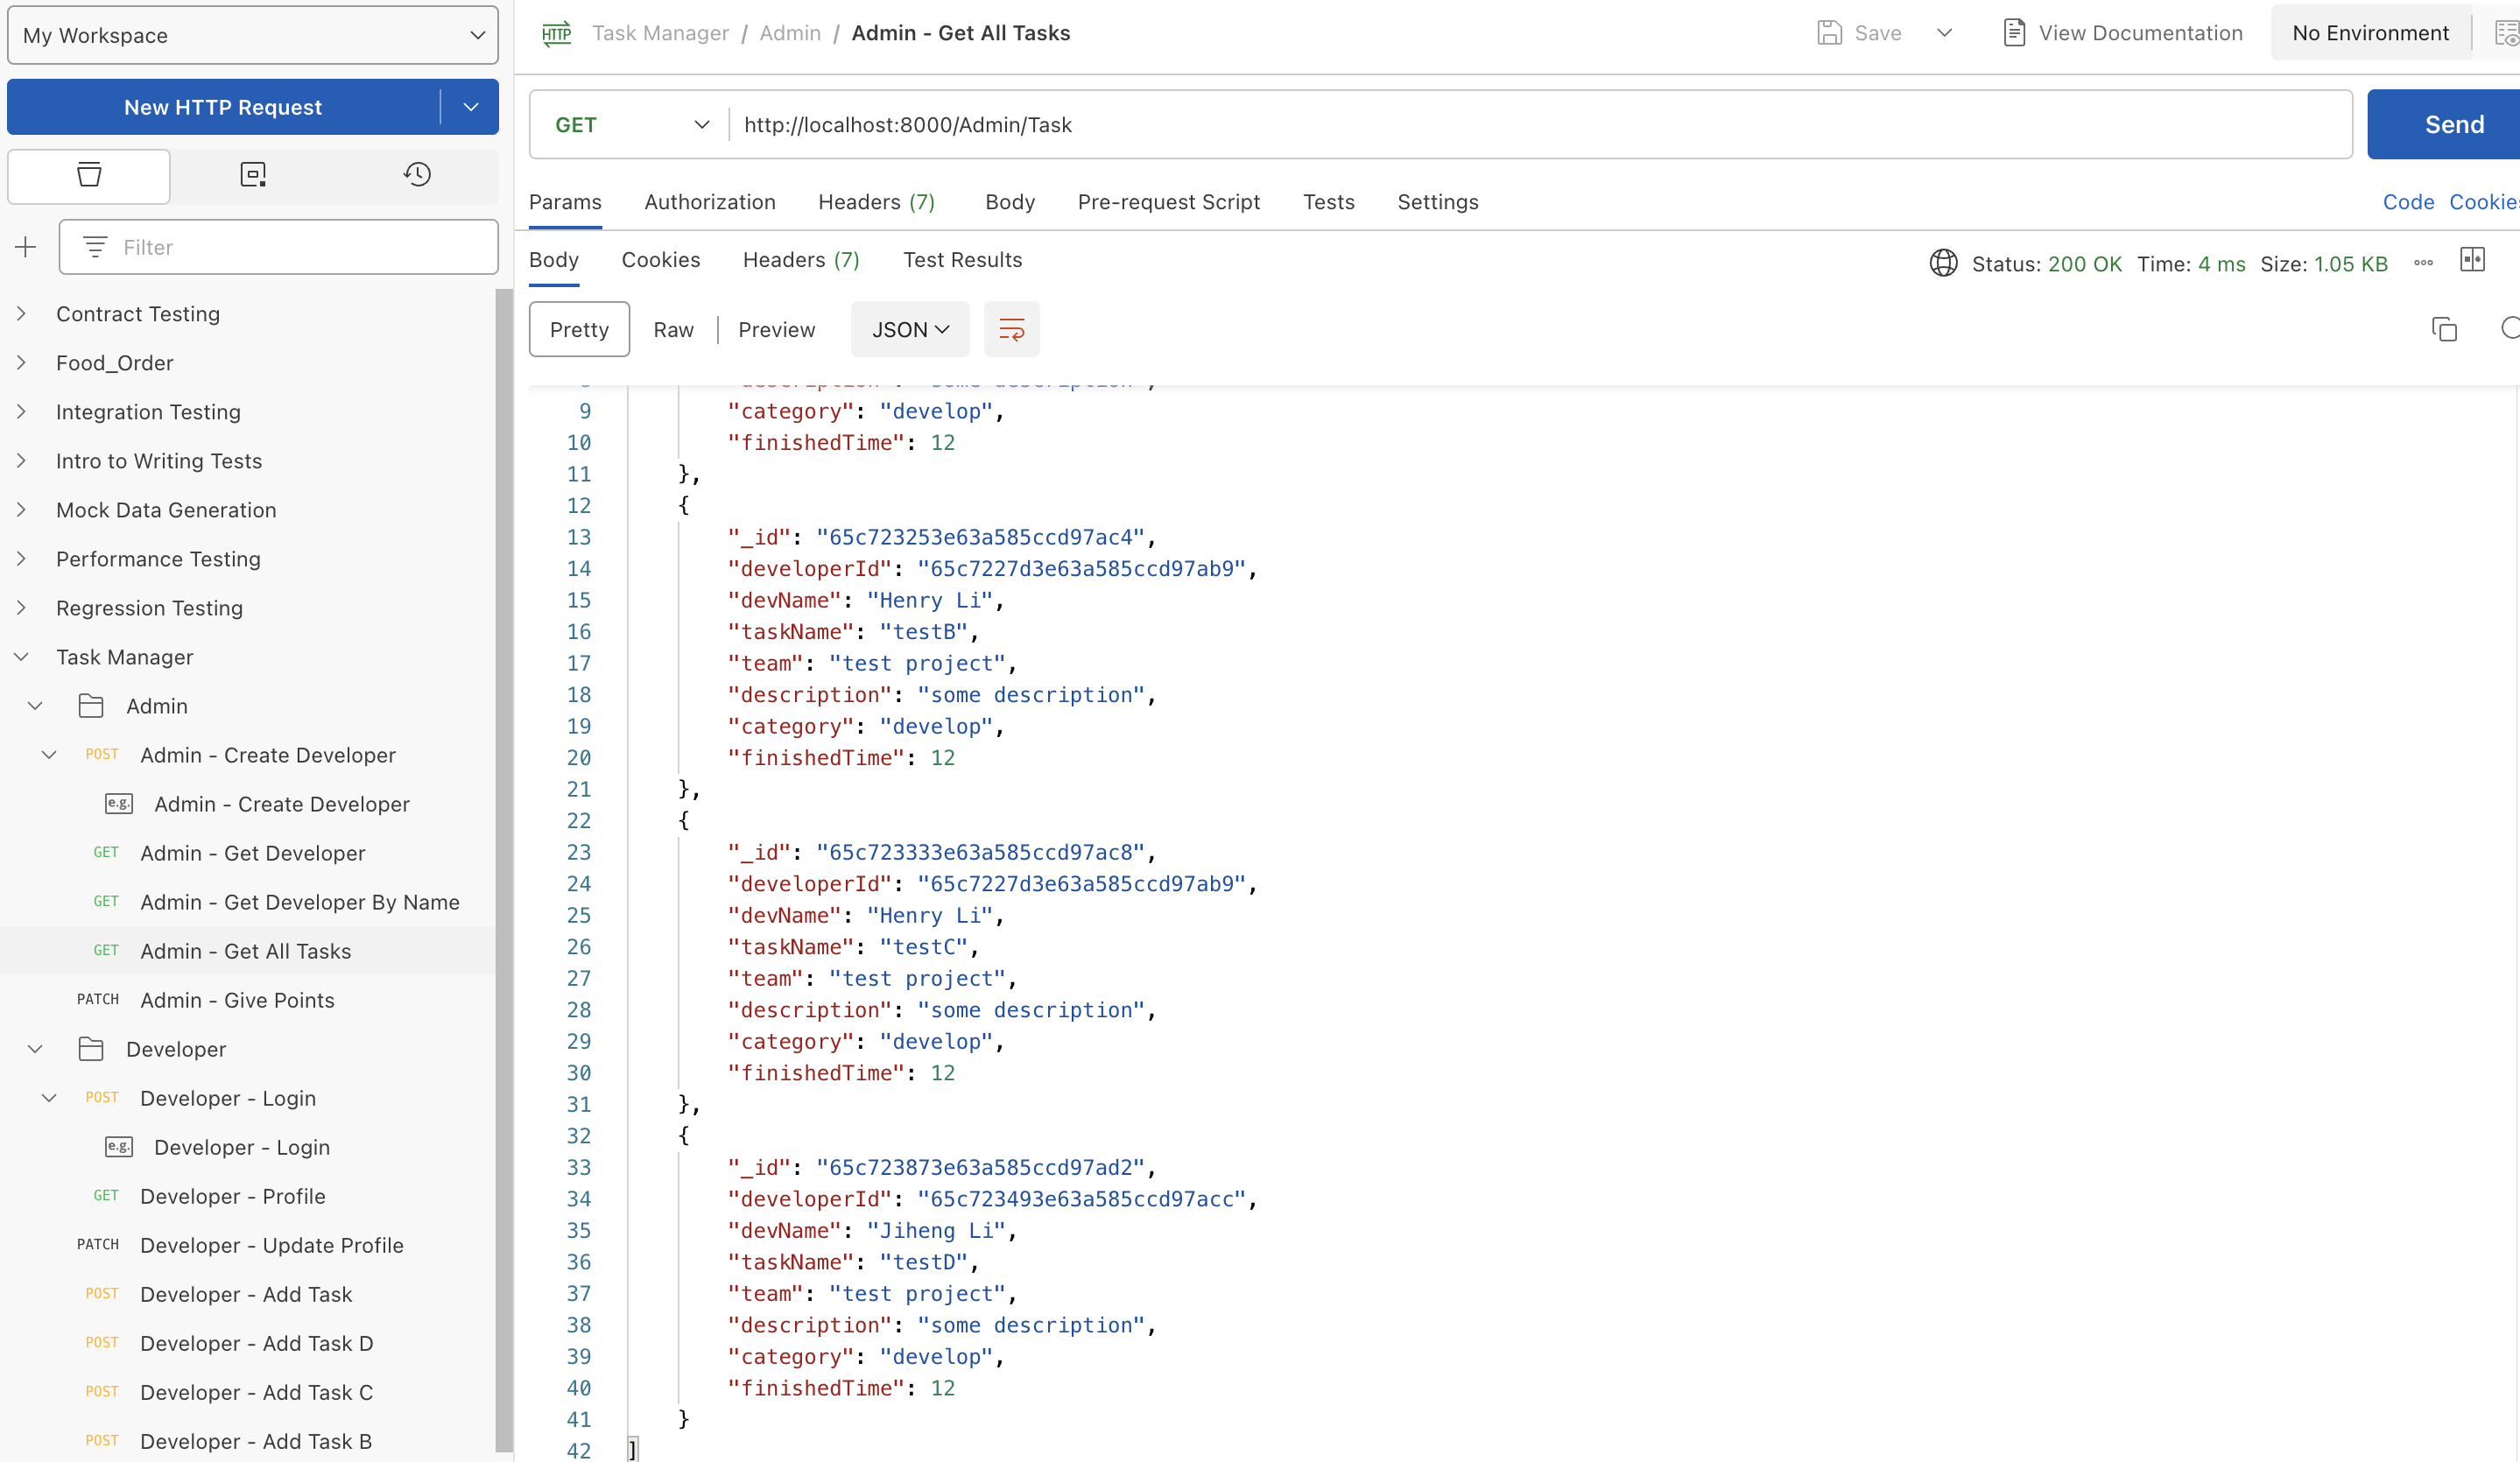 My Workspace
New HTTP Request
Filter
Contract Testing
Food_Order
Integration Testing
Intro to Writing Tests
Mock Data Generation
Performance Testing
Regression Testing
Task Manager
Admin
POST Admin - Create Developer
e.g. Admin - Create Developer
GET Admin - Get Developer
GET Admin - Get Developer By Name
GET Admin - Get All Tasks
PATCH Admin - Give Points
Developer
POST Developer - Login
e.g. Developer - Login
GET Developer - Profile
PATCH Developer - Update Profile
POST Developer - Add Task
POST Developer - Add Task D
POST Developer - Add Task C
POST Developer - Add Task B
HTTP Task Manager / Admin / Admin - Get All Tasks
Save View Documentation No Environment
GET http://localhost:8000/Admin/Task Send
Params Authorization Headers (7) Body Pre-request Script Tests Settings Code Cookies
Body Cookies Headers (7) Test Results Status: 200 OK Time: 4 ms Size: 1.05 KB
Pretty Raw Preview JSON
9 "category": "develop",
10 "finishedTime": 12
11 },
12 {
13 "_id": "65c723253e63a585ccd97ac4",
14 "developerId": "65c7227d3e63a585ccd97ab9",
15 "devName": "Henry Li",
16 "taskName": "testB",
17 "team": "test project",
18 "description": "some description",
19 "category": "develop",
20 "finishedTime": 12
21 },
22 {
23 "_id": "65c723333e63a585ccd97ac8",
24 "developerId": "65c7227d3e63a585ccd97ab9",
25 "devName": "Henry Li",
26 "taskName": "testC",
27 "team": "test project",
28 "description": "some description",
29 "category": "develop",
30 "finishedTime": 12
31 },
32 {
33 "_id": "65c723873e63a585ccd97ad2",
34 "developerId": "65c723493e63a585ccd97acc",
35 "devName": "Jiheng Li",
36 "taskName": "testD",
37 "team": "test project",
38 "description": "some description",
39 "category": "develop",
40 "finishedTime": 12
41 }
42 ]